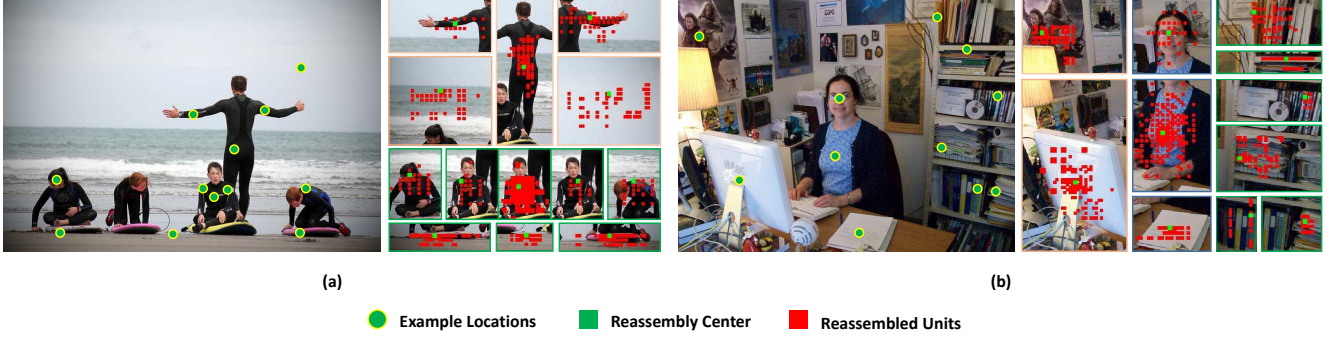 (a)
(b)
Example Locations
Reassembly Center
Reassembled Units